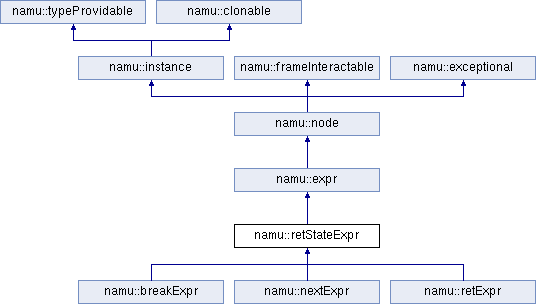 namu::typeProvidable
namu::clonable
namu::instance
namu::frameInteractable
namu::exceptional
namu::node
namu::expr
namu::retStateExpr
namu::breakExpr
namu::nextExpr
namu::retExpr